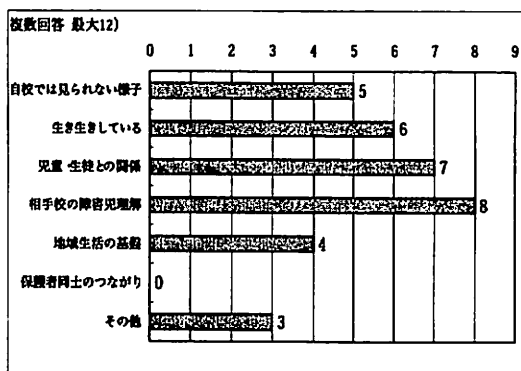 複数回答 最大12)
0 1 2 3 4 5 6 7 8 9
自校では見られない様子 5
生き生きしている 6
児童・生徒との関係 7
相手校の障害児理解 8
地域生活の基盤 4
保護者同士のつながり 0
その他 3